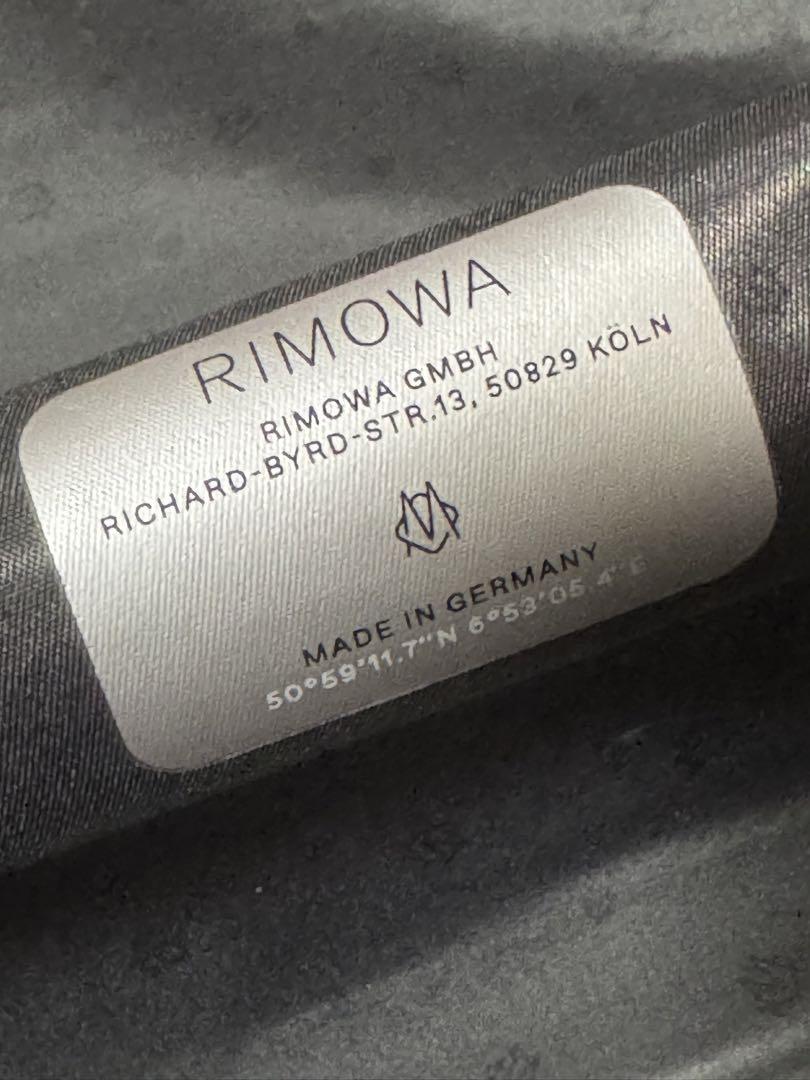 RIMOWA
RIMOWA GMBH
RICHARD-BYRD-STR.13, 50829 KÖLN
MADE IN GERMANY
50°59'11.7"N 6°53'05.4"E